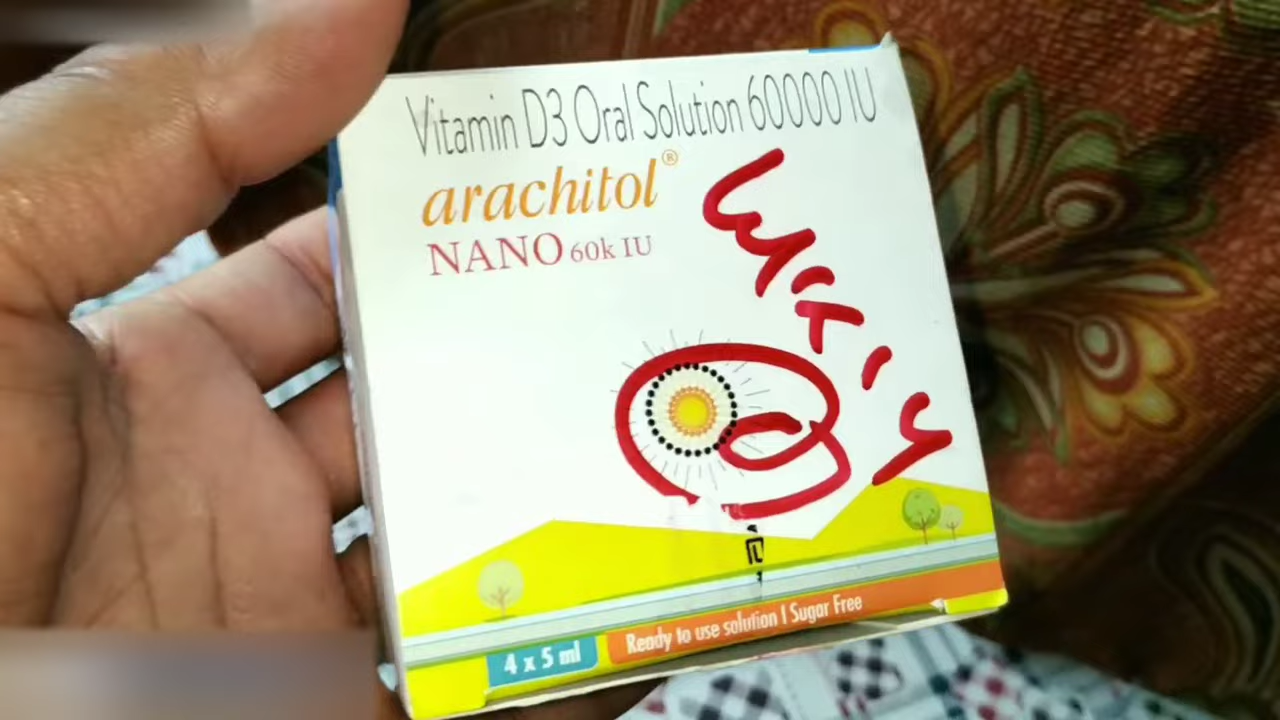 Vitamin D3 Oral Solution 60000 IU
arachitol®
NANO 60k IU
4 x 5 ml
Ready to use solution | Sugar Free